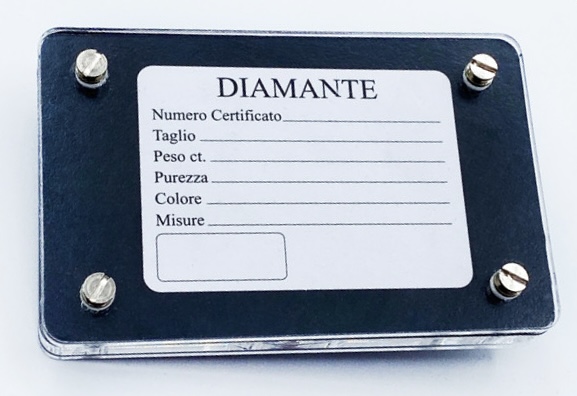 DIAMANTE
Numero Certificato
Taglio
Peso ct.
Purezza
Colore
Misure